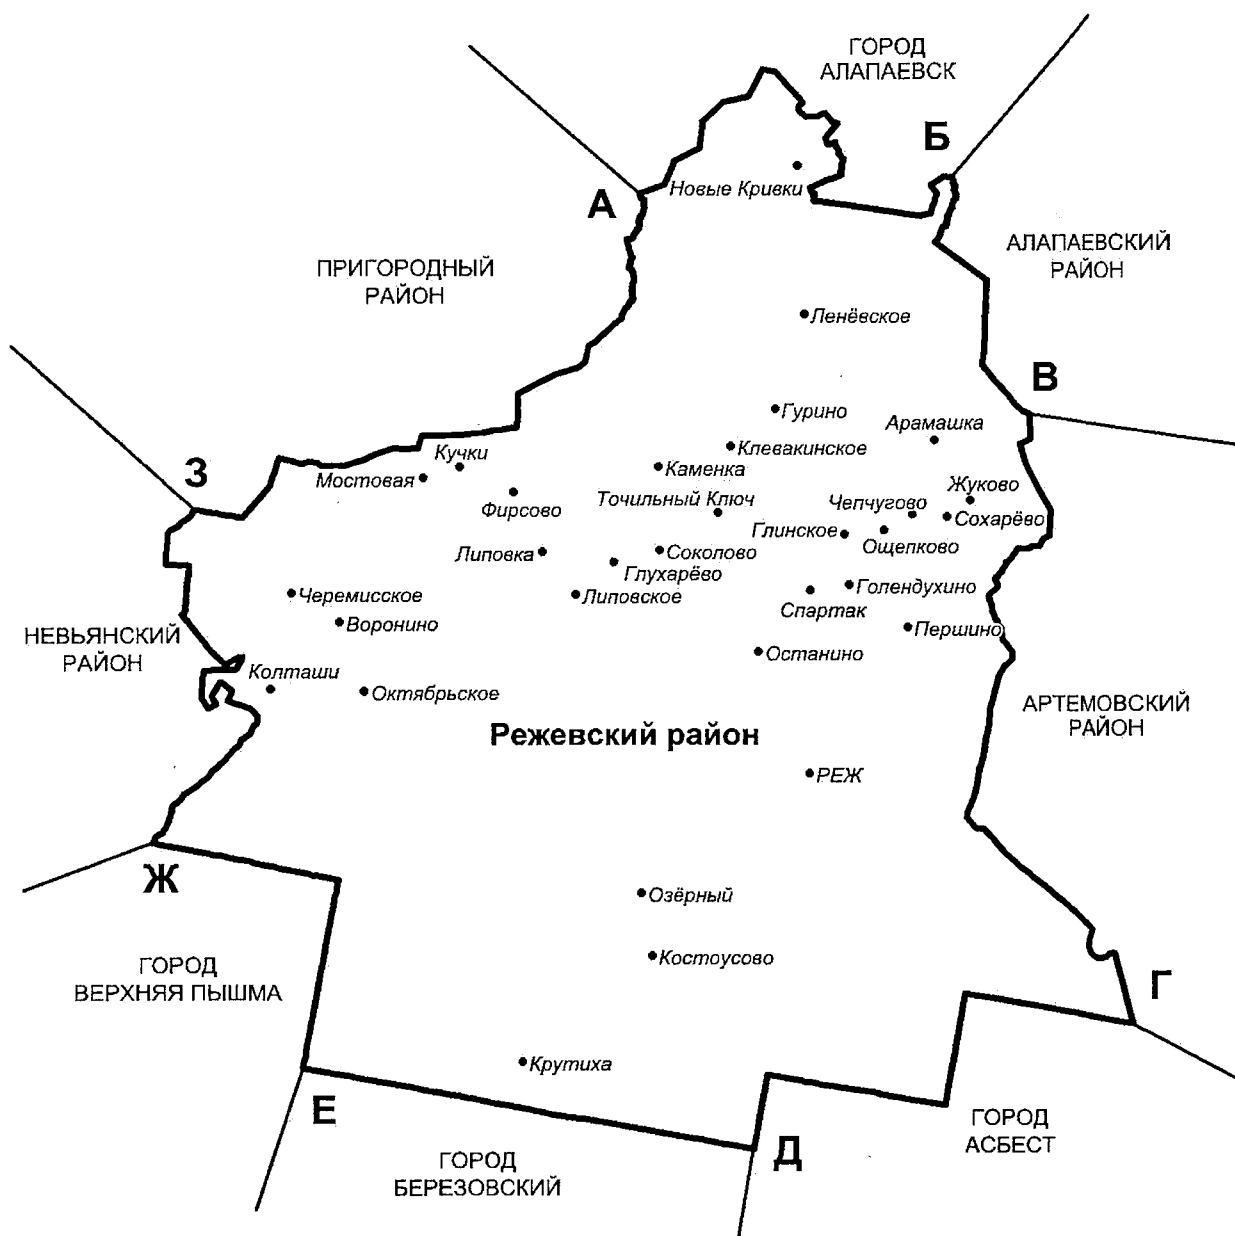 ГОРОД
АЛАПАЕВСК
Б
А
Новые Кривки
АЛАПАЕВСКИЙ
РАЙОН
ПРИГОРОДНЫЙ
РАЙОН
Ленёвское
В
Гурино
Арамашка
Клевакинское
Кучки
Каменка
З
Мостовая
Жуково
Точильный Ключ
Чепчугово
Фирсово
Сохарёво
Глинское
Ощепково
Липовка
Соколово
Глухарёво
Голендухино
Черемисское
Липовское
Спартак
Воронино
Першино
НЕВЬЯНСКИЙ
РАЙОН
Останино
Колташи
Октябрьское
АРТЕМОВСКИЙ
РАЙОН
Режевский район
РЕЖ
Ж
Озёрный
Костоусово
ГОРОД
ВЕРХНЯЯ ПЫШМА
Г
Крутиха
Е
ГОРОД
АСБЕСТ
Д
ГОРОД
БЕРЕЗОВСКИЙ